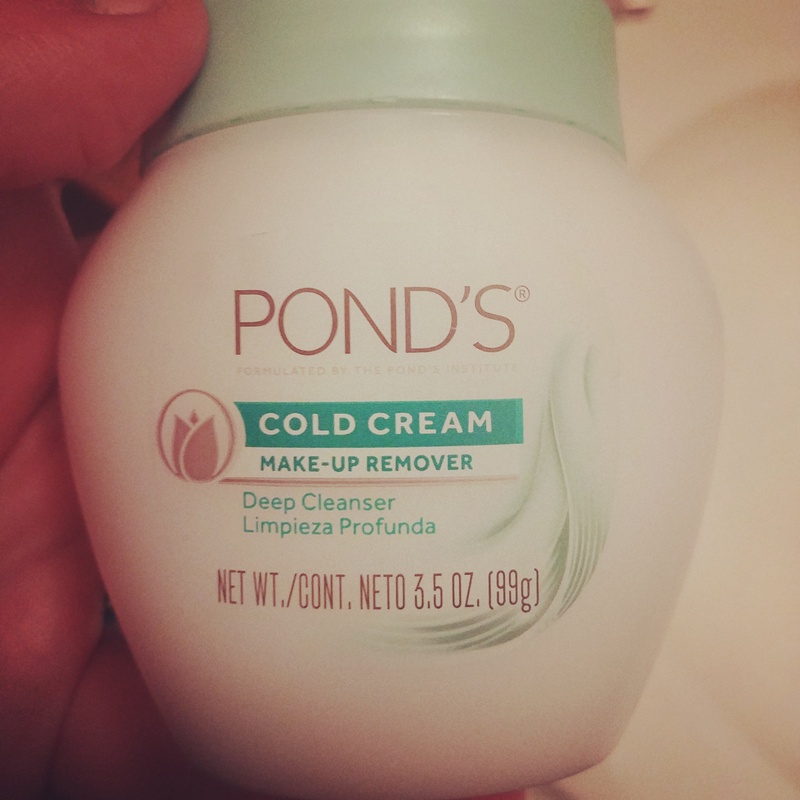 POND'S®
FORMULATED BY THE POND'S INSTITUTE
COLD CREAM
MAKE-UP REMOVER
Deep Cleanser
Limpieza Profunda
NET WT./CONT. NETO 3.5 OZ. (99g)